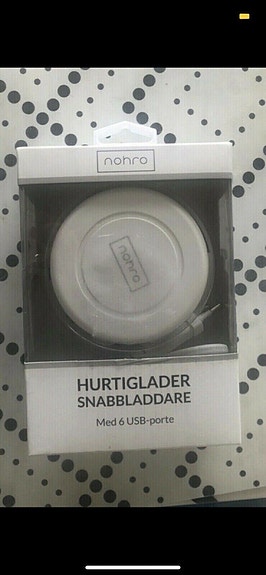 nohro
nohro
HURTIGLADER
SNABBLADDARE
Med 6 USB-porte